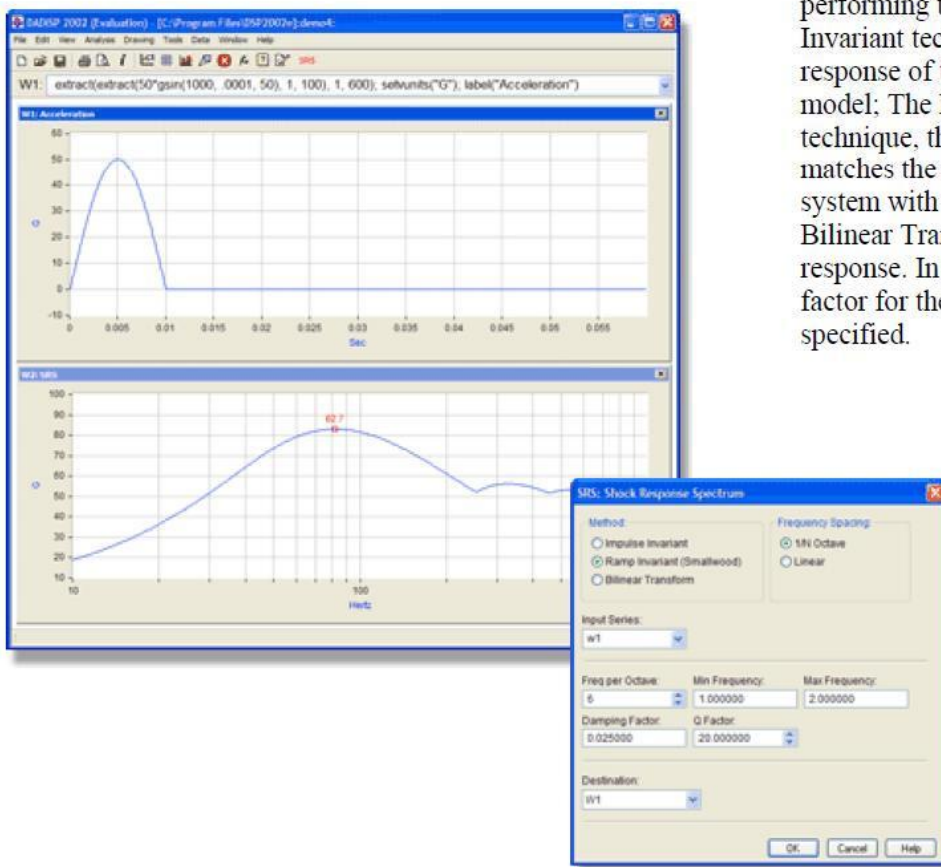 DADiSP 2002 (Evaluation) - [C:\Program Files\DSP2002e]:demo4:
File Edit View Analysis Drawing Tools Data Window Help
SRS
W1: extract(extract(50*gsin(1000, .0001, 50), 1, 100), 1, 600); setvunits("G"); label("Acceleration")
W1: Acceleration
60
50
40
30
20
10
0
-10
G
0 0.005 0.01 0.015 0.02 0.025 0.03 0.035 0.04 0.045 0.05 0.055
Sec
W2: SRS
100
90
80
70
60
50
40
30
20
10
G
82.7
10 100
Hertz
performing
Invariant
response of
model; The
technique,
matches the
system with
Bilinear
response. In
factor for the
specified.
SRS: Shock Response Spectrum
Method:
Impulse Invariant
Ramp Invariant (Smallwood)
Bilinear Transform
Frequency Spacing:
1/N Octave
Linear
Input Series:
w1
Freq per Octave: Min Frequency: Max Frequency:
6 1.000000 2.000000
Damping Factor: Q Factor:
0.025000 20.000000
Destination:
W1
OK Cancel Help